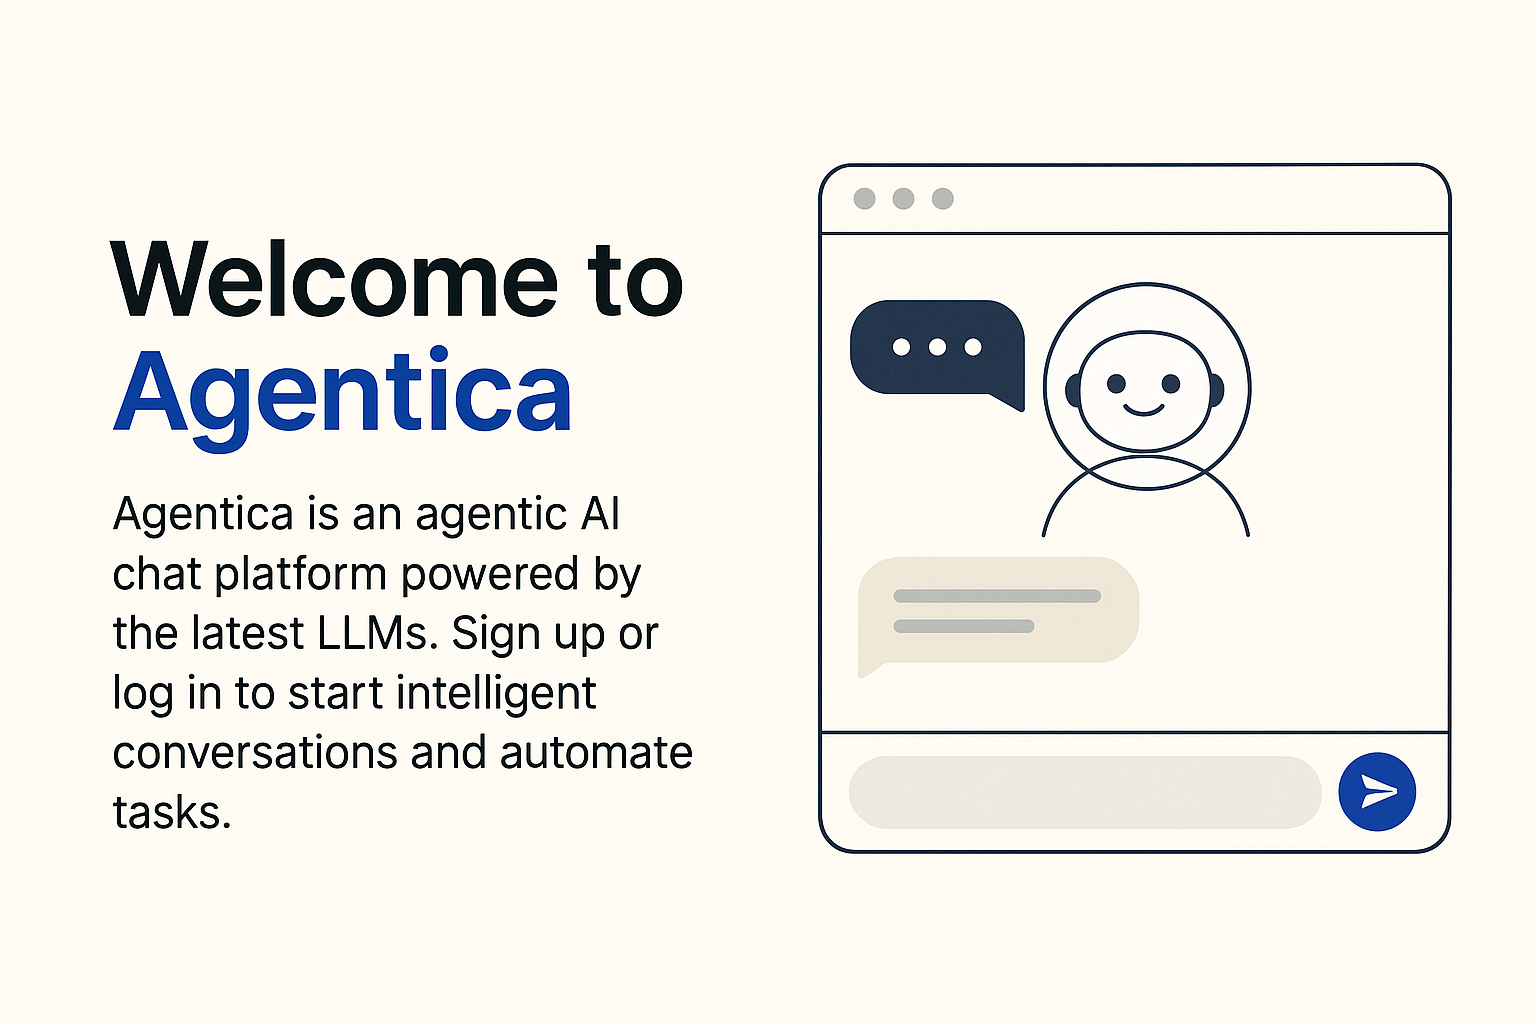 Welcome to
Agentica
Agentica is an agentic AI
chat platform powered by
the latest LLMs. Sign up or
log in to start intelligent
conversations and automate
tasks.